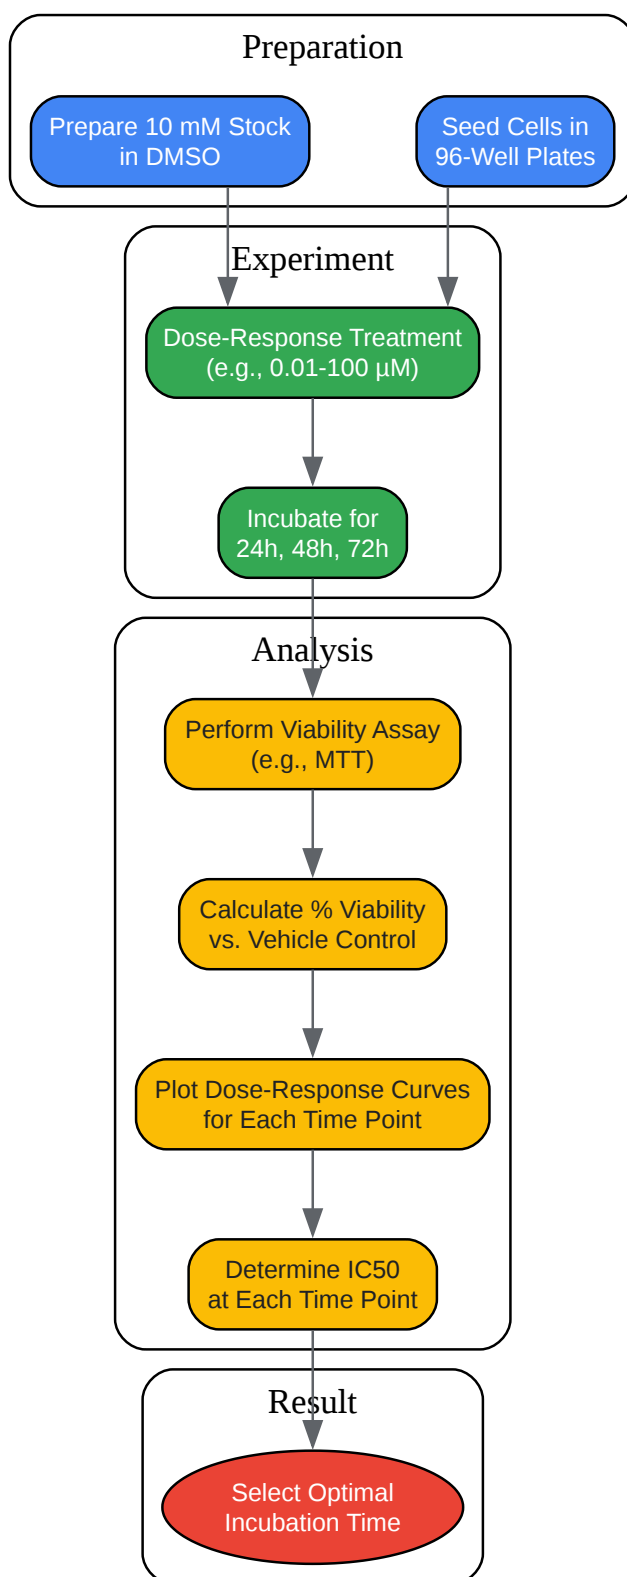 Preparation
Prepare 10 mM Stock
in DMSO
Seed Cells in
96-Well Plates
Experiment
Dose-Response Treatment
(e.g., 0.01-100 µM)
Incubate for
24h, 48h, 72h
Analysis
Perform Viability Assay
(e.g., MTT)
Calculate % Viability
vs. Vehicle Control
Plot Dose-Response Curves
for Each Time Point
Determine IC50
at Each Time Point
Result
Select Optimal
Incubation Time